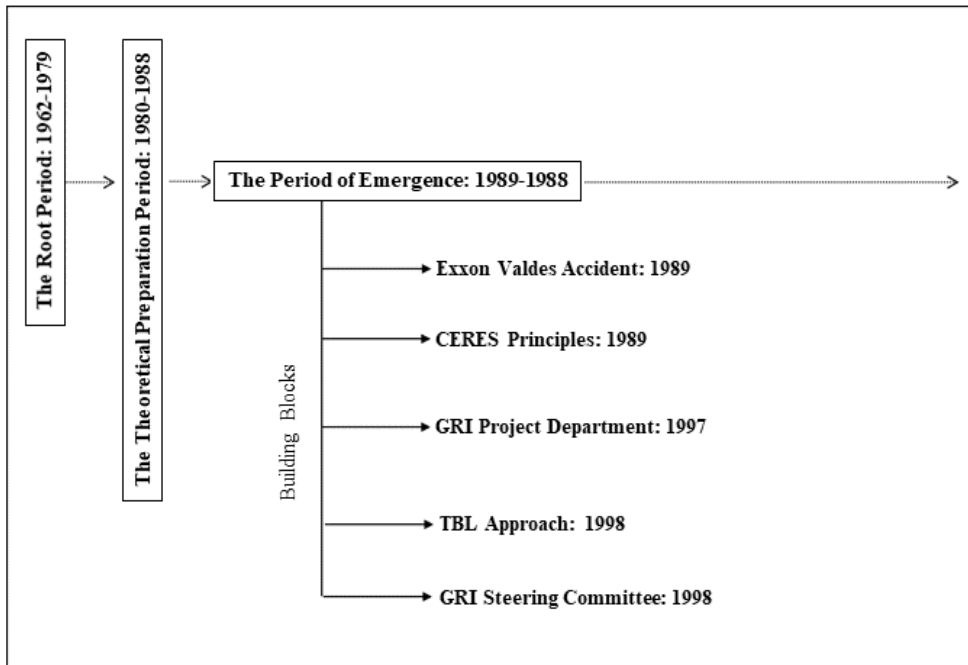 The Root Period: 1962-1979
The Theoretical Preparation Period: 1980-1988
The Period of Emergence: 1989-1988
Building Blocks
Exxon Valdes Accident: 1989
CERES Principles: 1989
GRI Project Department: 1997
TBL Approach: 1998
GRI Steering Committee: 1998